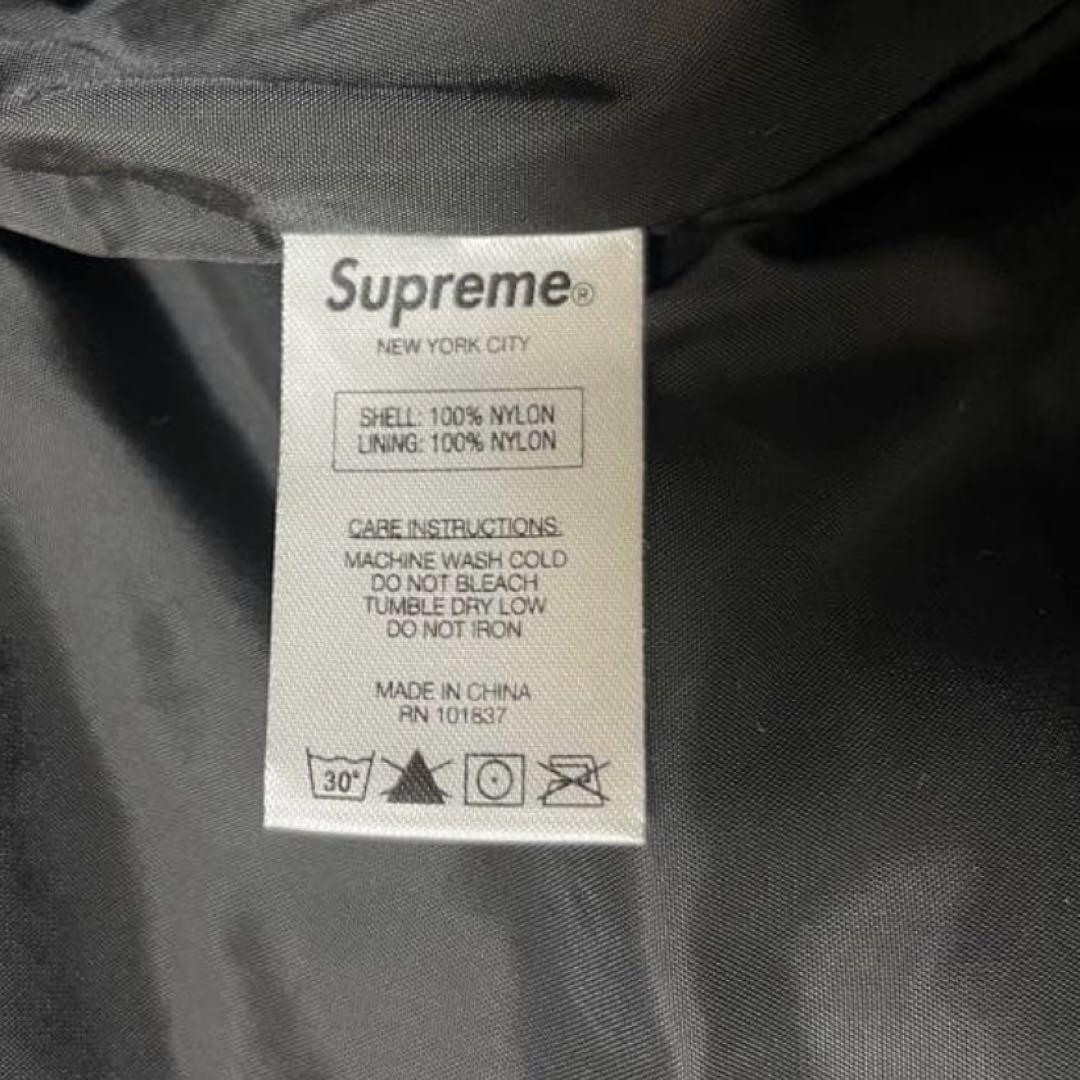 Supreme®
NEW YORK CITY
SHELL: 100% NYLON
LINING: 100% NYLON
CARE INSTRUCTIONS:
MACHINE WASH COLD
DO NOT BLEACH
TUMBLE DRY LOW
DO NOT IRON
MADE IN CHINA
RN 101837
30°